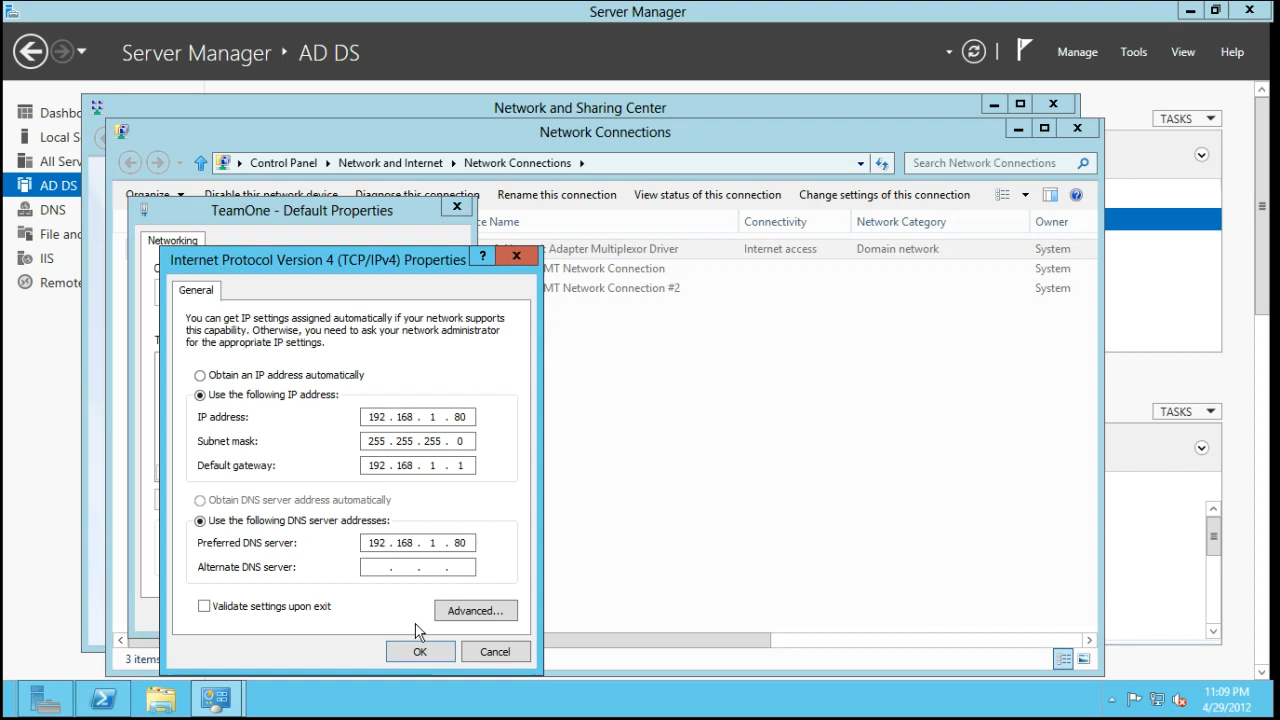 Server Manager
Server Manager ▸ AD DS
Manage Tools View Help
Dashbo
Local S
All Serv
AD DS
DNS
File and
IIS
Remote
TASKS
TASKS
Network and Sharing Center
Network Connections
Control Panel ▸ Network and Internet ▸ Network Connections ▸
Search Network Connections
Organize Disable this network device Diagnose this connection Rename this connection View status of this connection Change settings of this connection
ce Name Connectivity Network Category Owner
Adapter Multiplexor Driver Internet access Domain network System
MT Network Connection System
MT Network Connection #2 System
3 items
TeamOne - Default Properties
Networking
Internet Protocol Version 4 (TCP/IPv4) Properties
General
You can get IP settings assigned automatically if your network supports
this capability. Otherwise, you need to ask your network administrator
for the appropriate IP settings.
Obtain an IP address automatically
Use the following IP address:
IP address: 192 . 168 . 1 . 80
Subnet mask: 255 . 255 . 255 . 0
Default gateway: 192 . 168 . 1 . 1
Obtain DNS server address automatically
Use the following DNS server addresses:
Preferred DNS server: 192 . 168 . 1 . 80
Alternate DNS server: . . .
Validate settings upon exit
Advanced...
OK Cancel
11:09 PM
4/29/2012